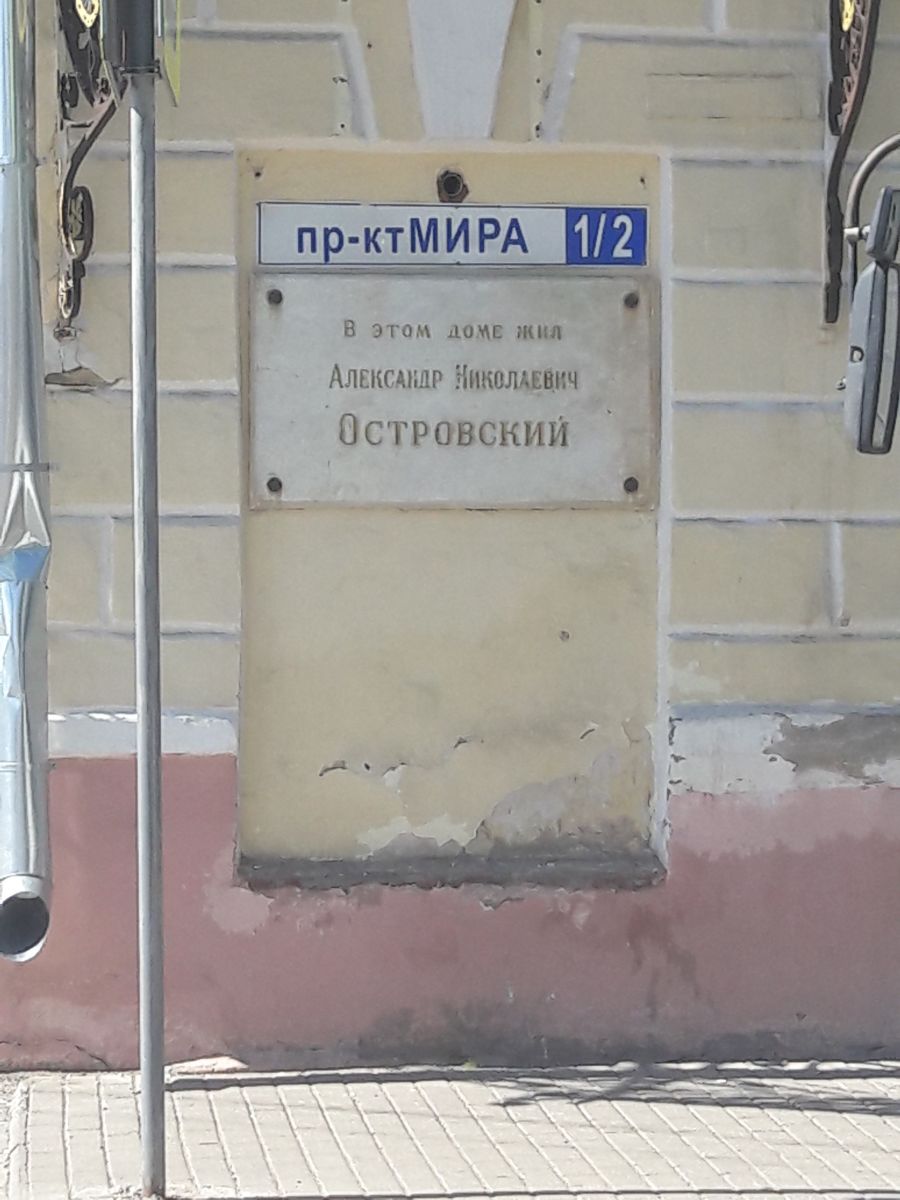 пр-кт МИРА 1/2
В ЭТОМ ДОМЕ ЖИЛ
АЛЕКСАНДР НИКОЛАЕВИЧ
ОСТРОВСКИЙ